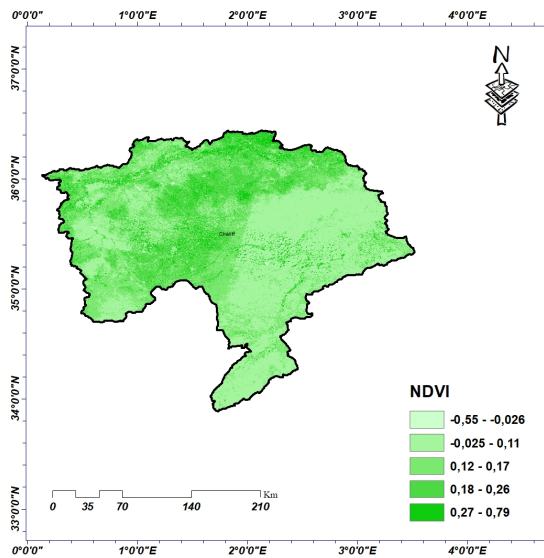 0°0'0" 1°0'0"E 2°0'0"E 3°0'0"E 4°0'0"E
37°0'0"N
36°0'0"N
35°0'0"N
34°0'0"N
33°0'0"N
N
Cheliff
NDVI
-0,55 - -0,026
-0,025 - 0,11
0,12 - 0,17
0,18 - 0,26
0,27 - 0,79
Km
0 35 70 140 210
0°0'0" 1°0'0"E 2°0'0"E 3°0'0"E 4°0'0"E